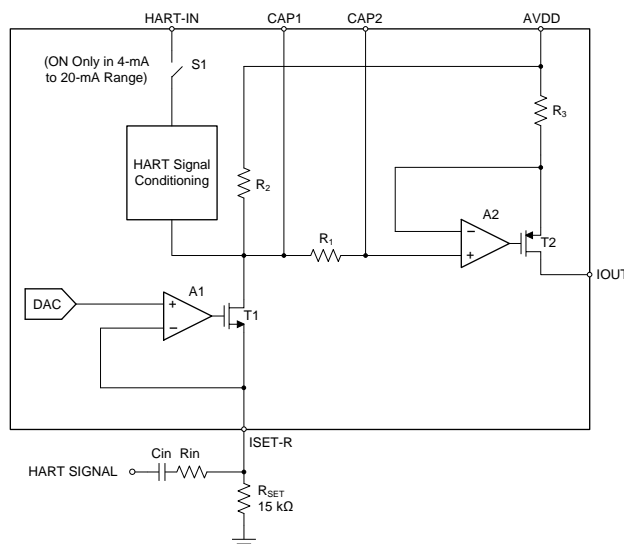 HART-IN
CAP1
CAP2
AVDD
(ON Only in 4-mA
to 20-mA Range)
S1
R3
HART Signal
Conditioning
R2
A2
R1
−
+
T2
IOUT
DAC
A1
+
−
T1
ISET-R
HART SIGNAL
Cin
Rin
RSET
15 kΩ